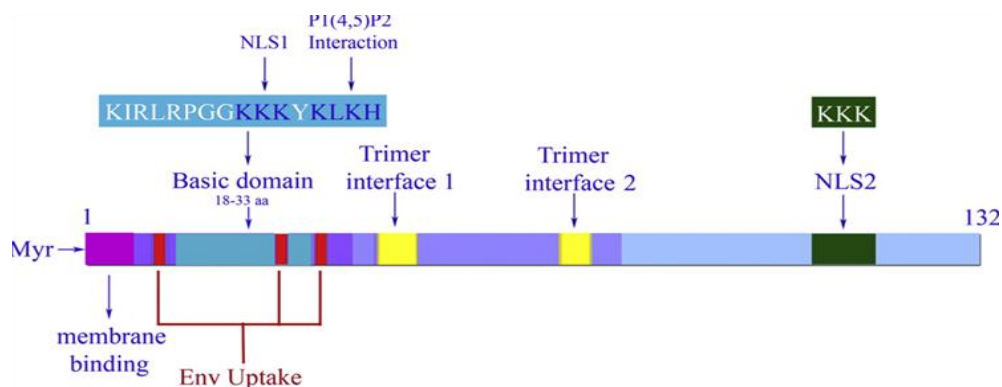 P1(4,5)P2
NLS1 Interaction
KIRLRPGGKKKYKLKH KKK
Basic domain
18-33 aa
Trimer
interface 1
Trimer
interface 2
NLS2
1 132
Myr
membrane
binding
Env Uptake